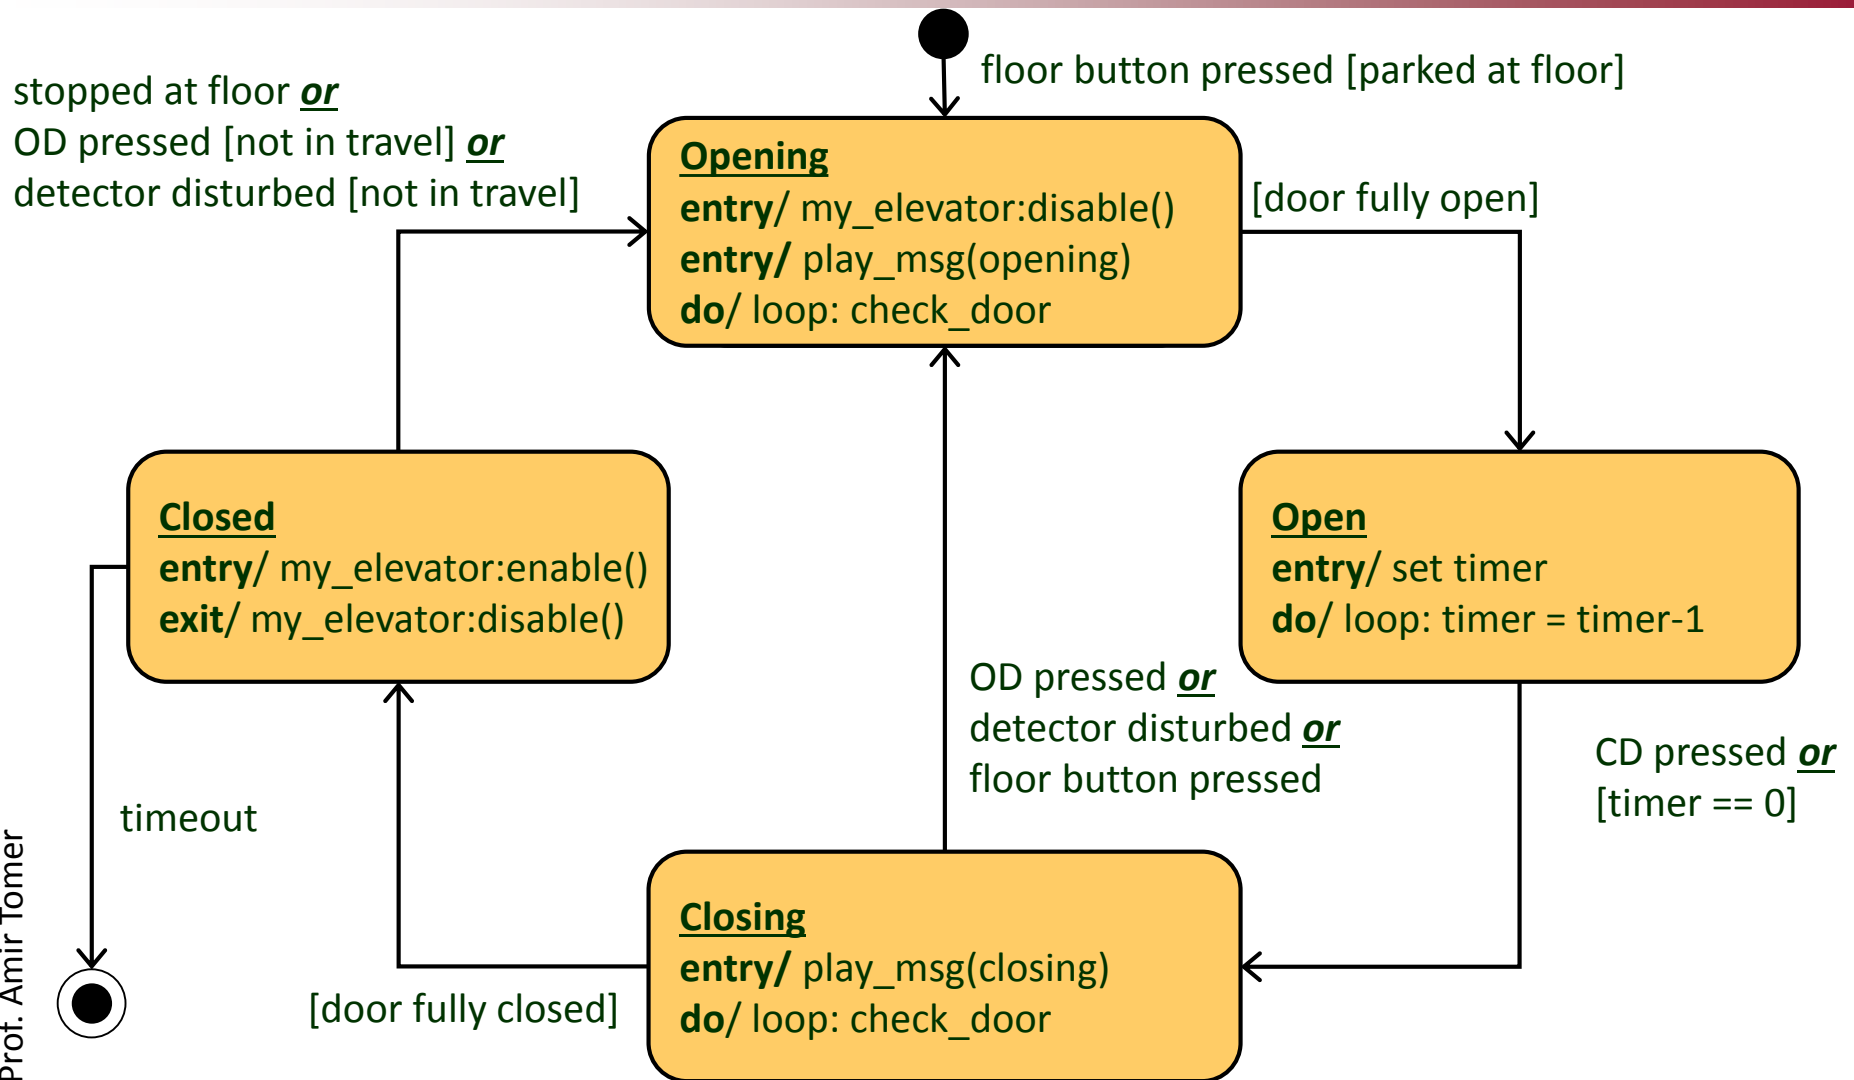 floor button pressed [parked at floor]
stopped at floor or
OD pressed [not in travel] or
detector disturbed [not in travel]
Opening
entry/ my_elevator:disable()
entry/ play_msg(opening)
do/ loop: check_door
[door fully open]
Closed
entry/ my_elevator:enable()
exit/ my_elevator:disable()
Open
entry/ set timer
do/ loop: timer = timer-1
OD pressed or
detector disturbed or
floor button pressed
CD pressed or
[timer == 0]
timeout
Closing
entry/ play_msg(closing)
do/ loop: check_door
[door fully closed]
Prof. Amir Tomer